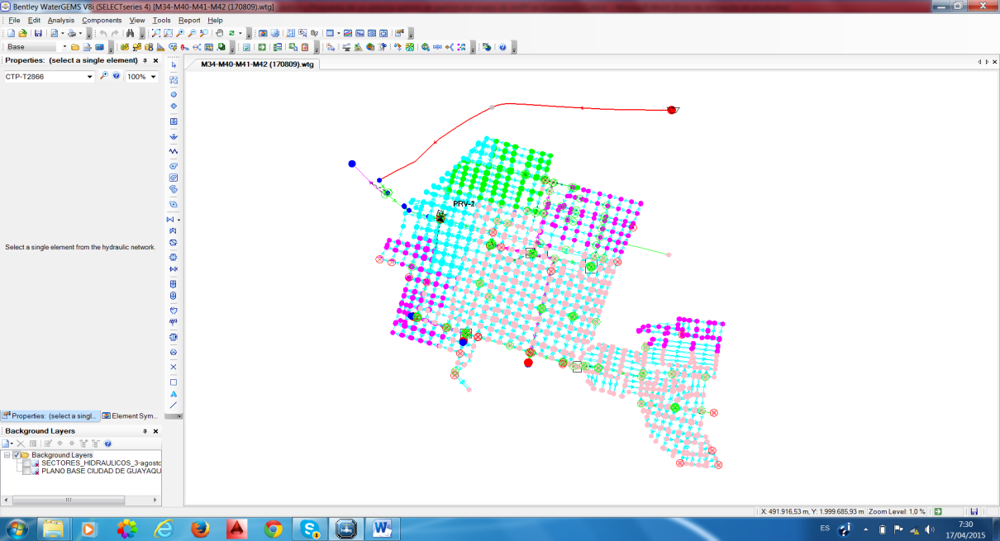 Bentley WaterGEMS V8i (SELECTseries 4) [M34-M40-M41-M42 (170809).wtg]
File Edit Analysis Components View Tools Report Help
Base
Properties: (select a single element)
M34-M40-M41-M42 (170809).wtg
CTP-T2866 100%
PRV-2
Select a single element from the hydraulic network.
Properties: (select a singl... Element Sym...
Background Layers
Background Layers
SECTORES_HIDRAULICOS_3-agosto
PLANO BASE CIUDAD DE GUAYAQU
X: 491.916,53 m, Y: 1.999.685,93 m Zoom Level: 1,0 %
ES 7:30
17/04/2015